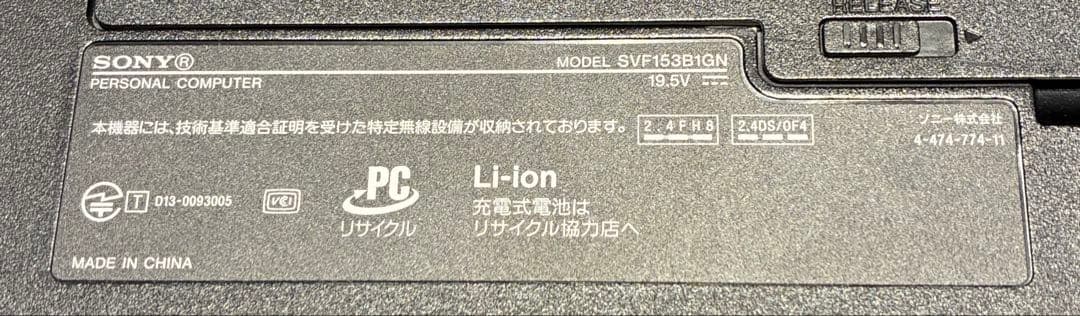 RELEASE
SONY® MODEL SVF153B1GN
PERSONAL COMPUTER 19.5V
本機器には、技術基準適合証明を受けた特定無線設備が収納されております。 2.4FH8 2.4DS/OF4 ソニー株式会社
4-474-774-11
T D13-0093005 VCI PC Li-ion
充電式電池は
リサイクル リサイクル協力店へ
MADE IN CHINA